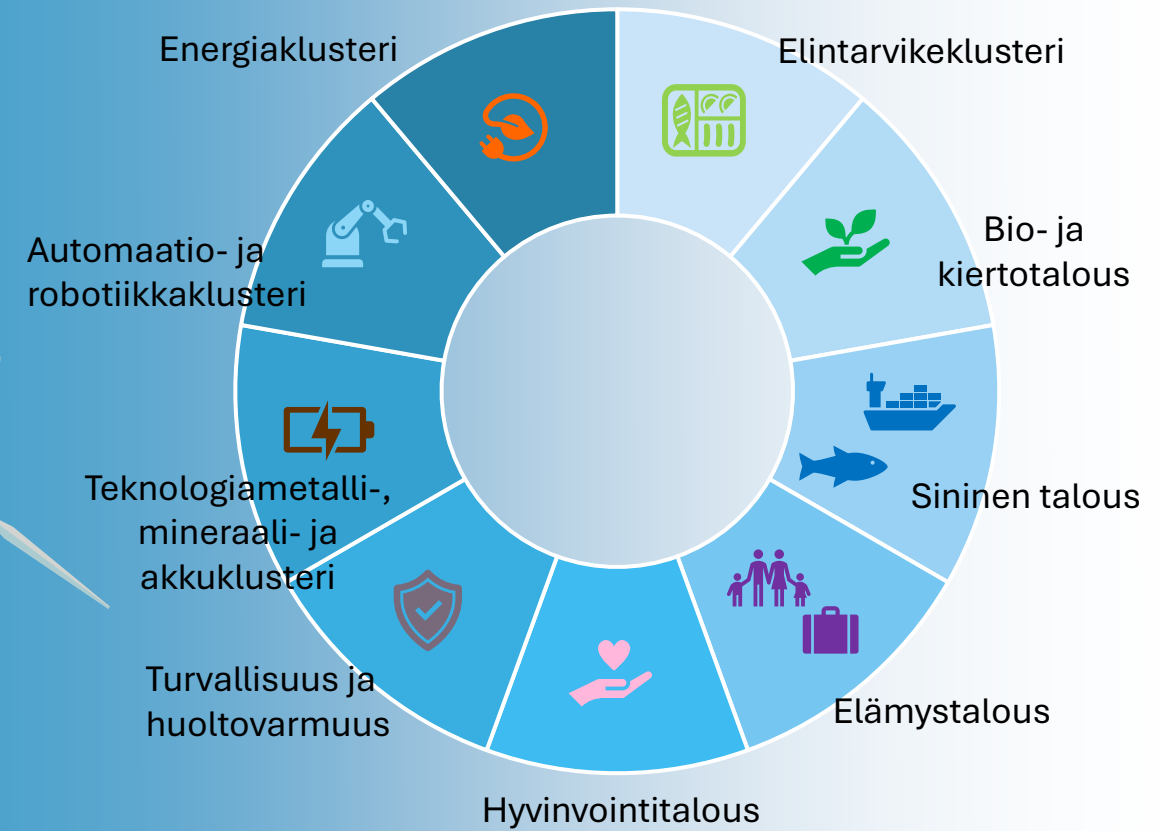 Energiaklusteri
Elintarvikeklusteri
Automaatio- ja
robotiikkaklusteri
Bio- ja
kiertotalous
Teknologiametalli-,
mineraali- ja
akkuklusteri
Sininen talous
Turvallisuus ja
huoltovarmuus
Elämystalous
Hyvinvointitalous